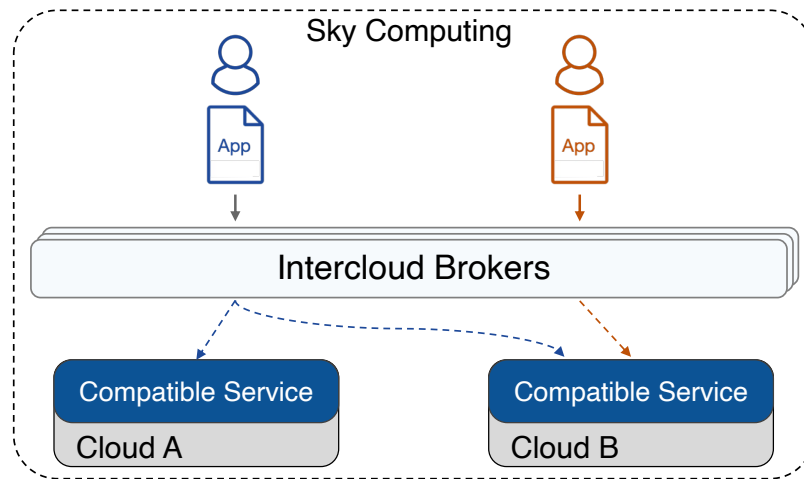 Sky Computing
App
App
Intercloud Brokers
Compatible Service
Compatible Service
Cloud A
Cloud B